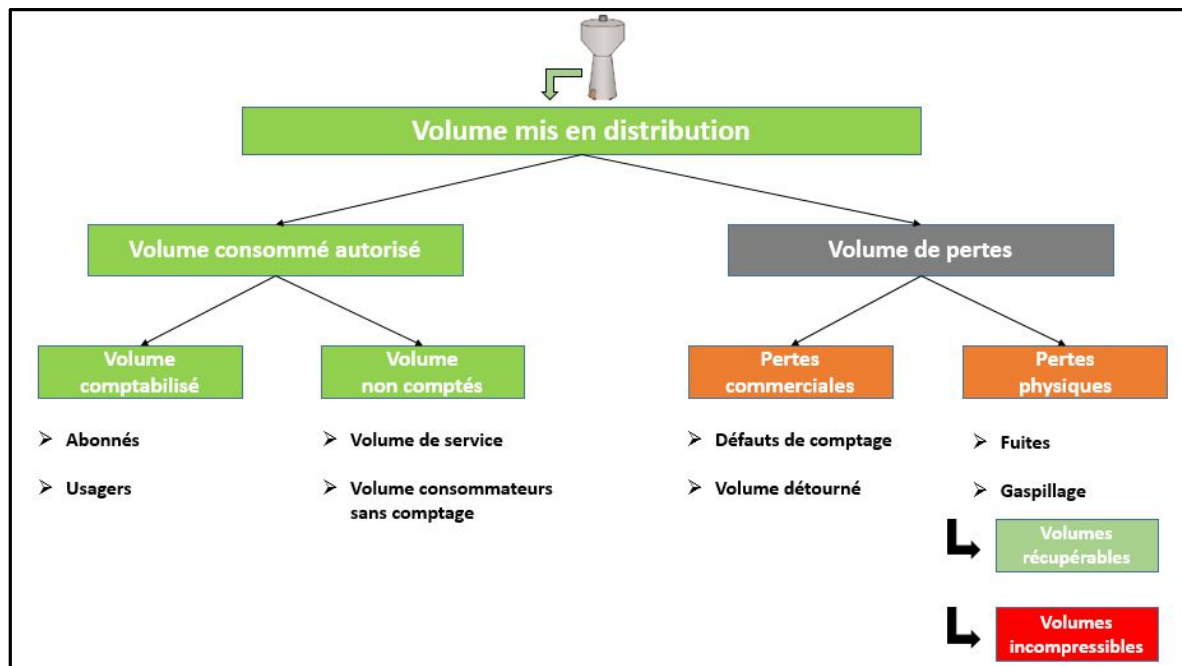 Volume mis en distribution
Volume consommé autorisé
Volume de pertes
Volume
comptabilisé
Volume
non comptés
Pertes
commerciales
Pertes
physiques
➢ Abonnés
➢ Usagers
➢ Volume de service
➢ Volume consommateurs
sans comptage
➢ Défauts de comptage
➢ Volume détourné
➢ Fuites
➢ Gaspillage
Volumes
récupérables
Volumes
incompressibles